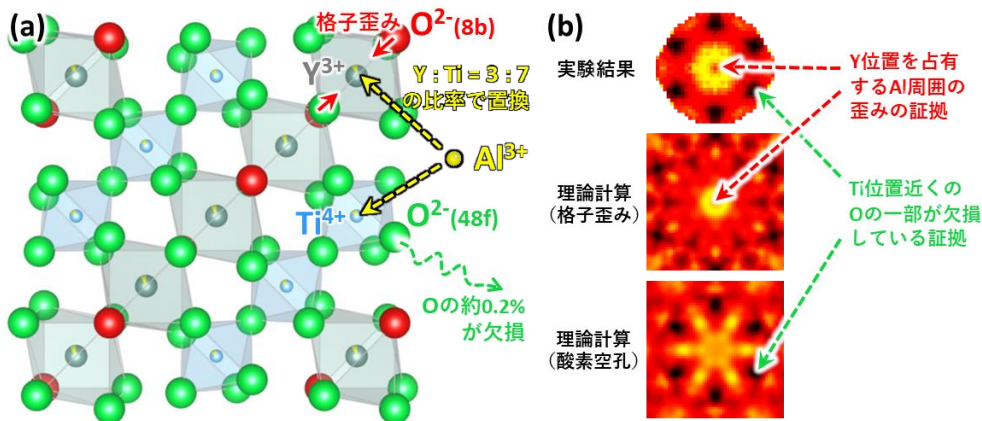 (a)
格子歪み
O2-(8b)
Y3+
Y : Ti = 3 : 7
の比率で置換
Al3+
Ti4+
O2-(48f)
Oの約0.2%
が欠損
(b)
実験結果
Y位置を占有
するAl周囲の
歪みの証拠
理論計算
(格子歪み)
Ti位置近くの
Oの一部が欠損
している証拠
理論計算
(酸素空孔)